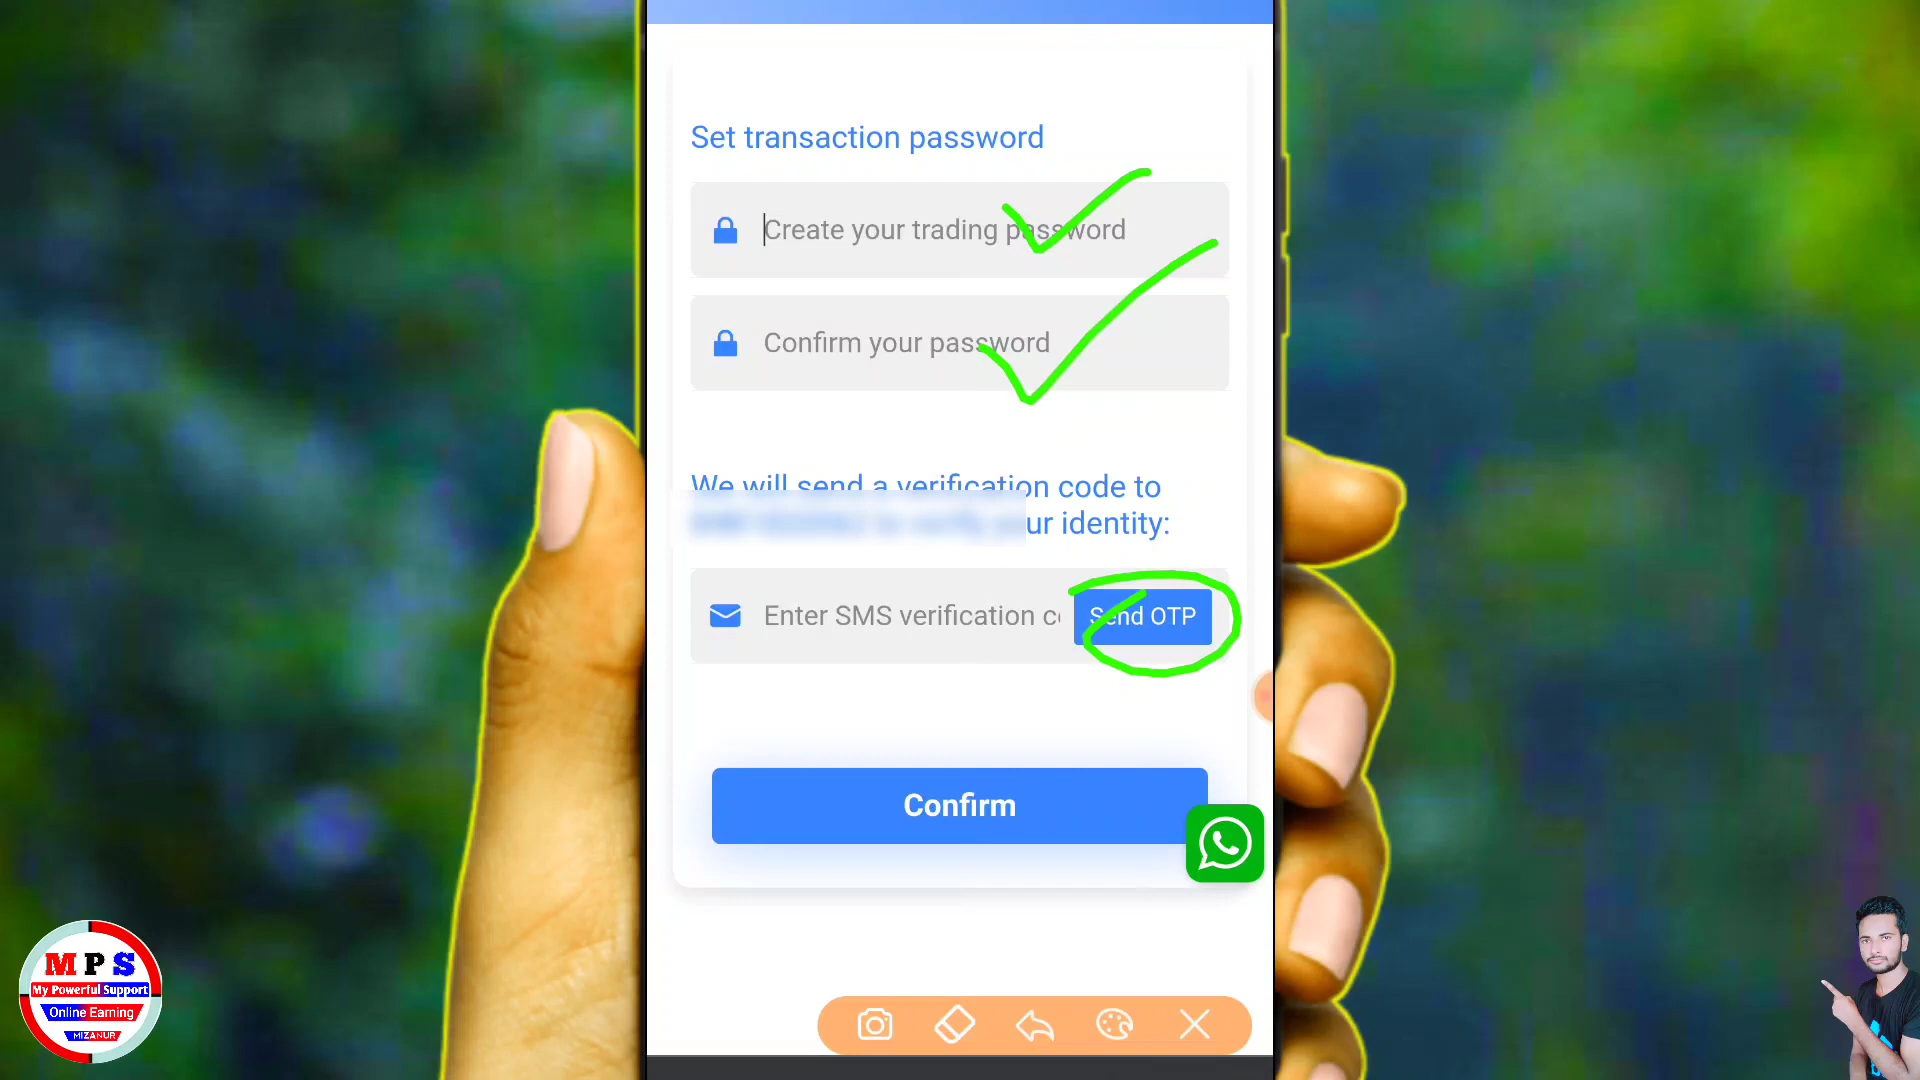 Set transaction password
Create your trading password
Confirm your password
We will send a verification code to
ur identity:
Enter SMS verification co
Send OTP
Confirm
M P S
My Powerful Support
Online Earning
MIZANUR